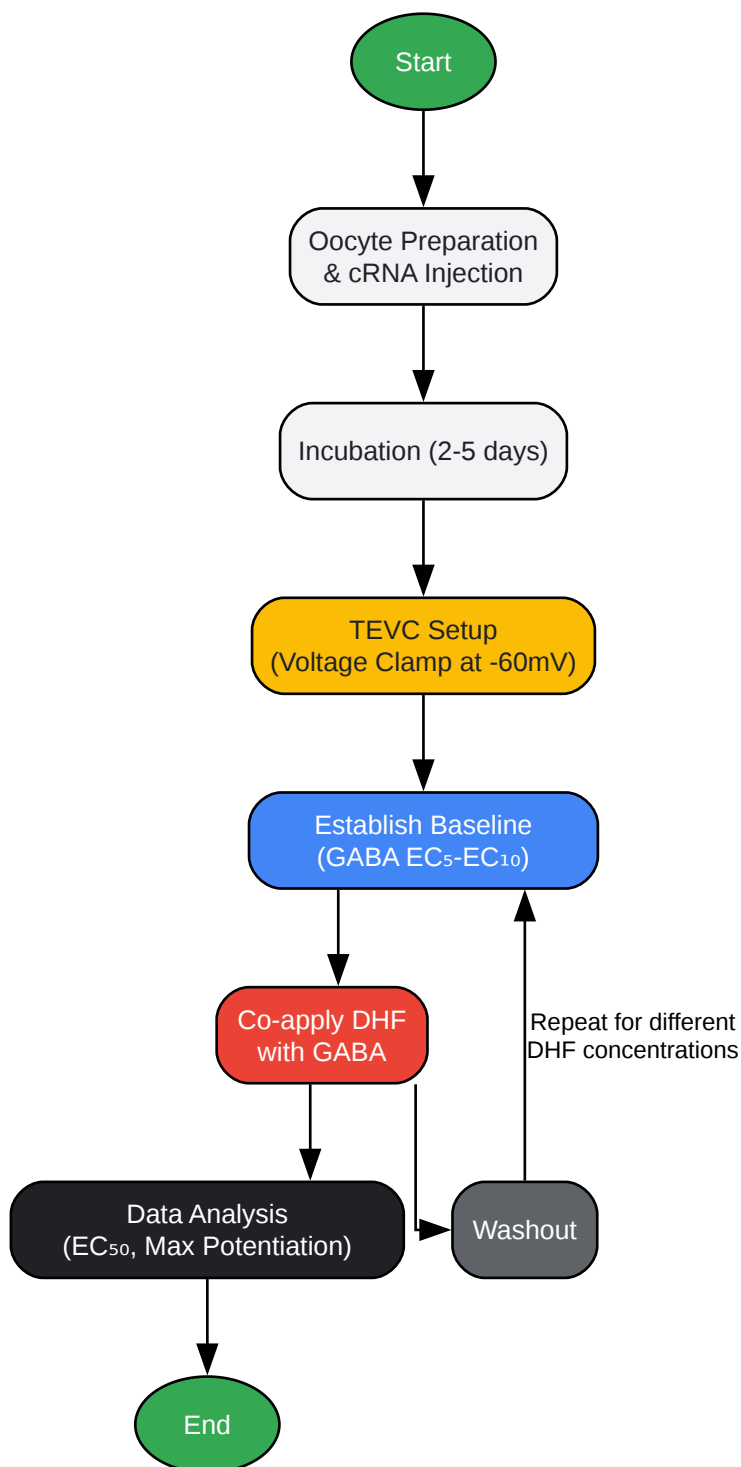 Start
Oocyte Preparation
& cRNA Injection
Incubation (2-5 days)
TEVC Setup
(Voltage Clamp at -60mV)
Establish Baseline
(GABA EC₅-EC₁₀)
Co-apply DHF
with GABA
Repeat for different
DHF concentrations
Data Analysis
(EC₅₀, Max Potentiation)
Washout
End